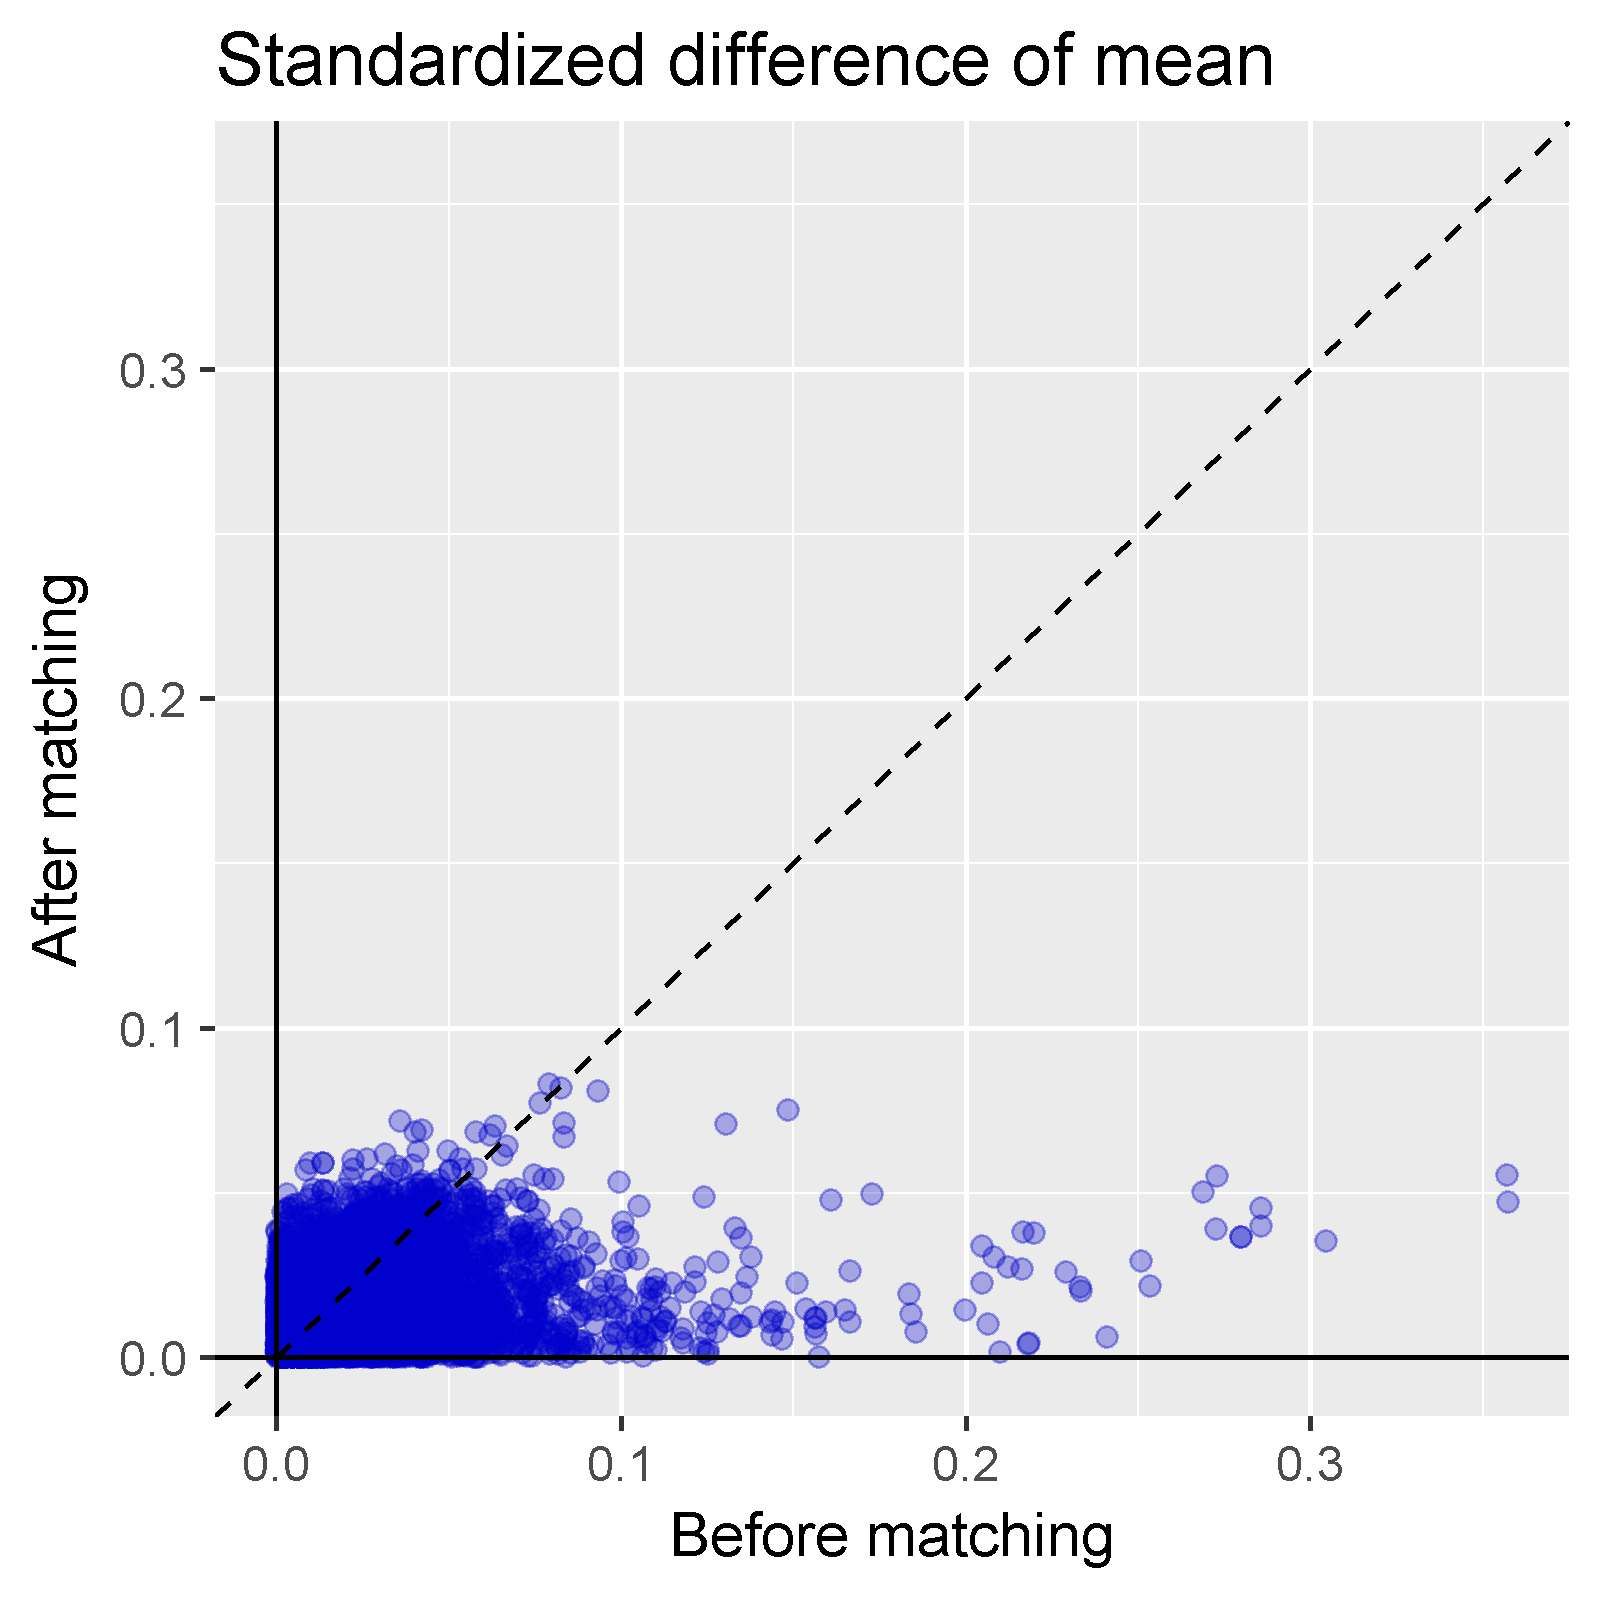 Standardized difference of mean
After matching
0.3
0.2
0.1
0.0
0.0 0.1 0.2 0.3
Before matching